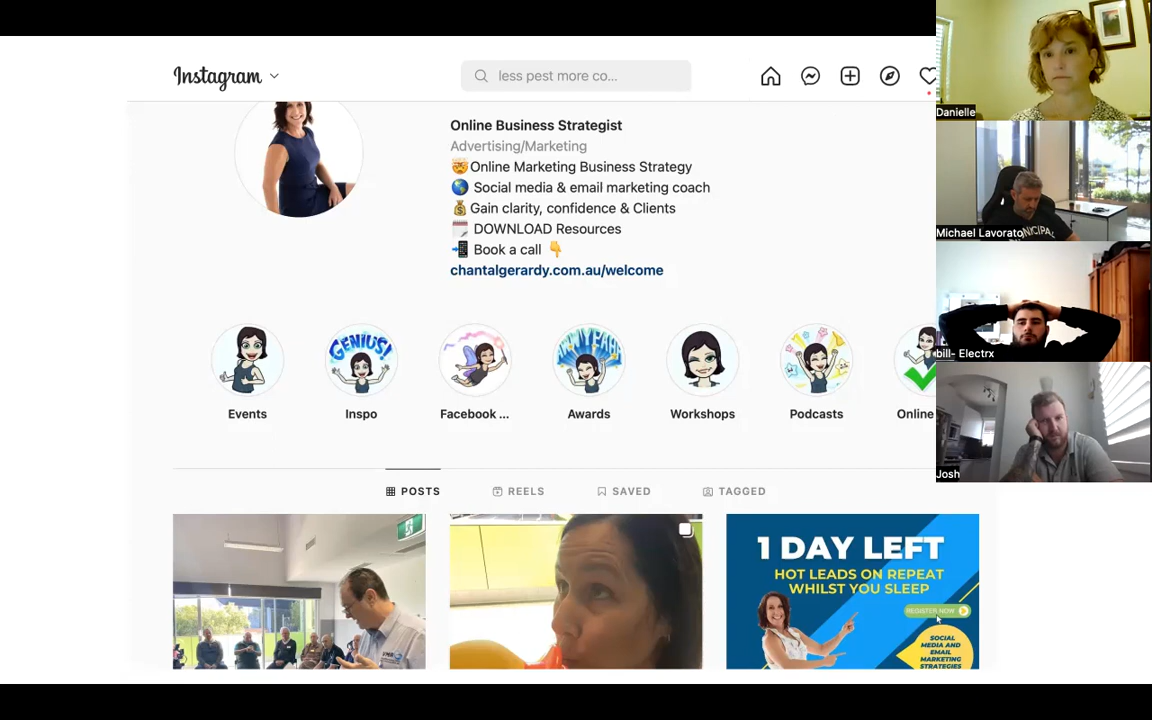 Instagram
less pest more co...
Online Business Strategist
Advertising/Marketing
🤯Online Marketing Business Strategy
🌎 Social media & email marketing coach
💰Gain clarity, confidence & Clients
🗒️ DOWNLOAD Resources
📲 Book a call 👇
chantalgerardy.com.au/welcome
GENIUS!
Events
Inspo
Facebook ...
Awards
Workshops
Podcasts
Online
POSTS
REELS
SAVED
TAGGED
1 DAY LEFT
HOT LEADS ON REPEAT
WHILST YOU SLEEP
REGISTER NOW
SOCIAL
MEDIA AND
EMAIL
MARKETING
STRATEGIES
Danielle
Michael Lavorato
bill- Electrx
Josh